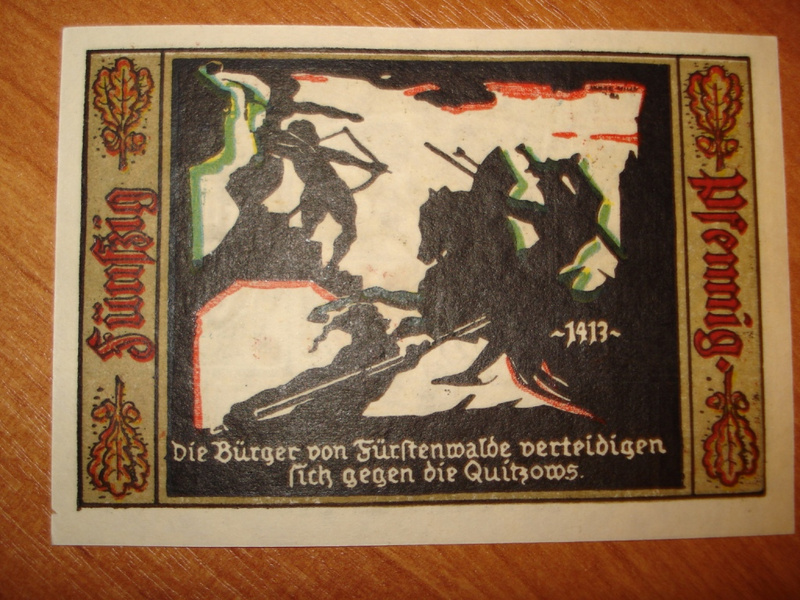 Fünfzig
Pfennig.
~1413~
Die Bürger von Fürstenwalde verteidigen
sich gegen die Quitzows.